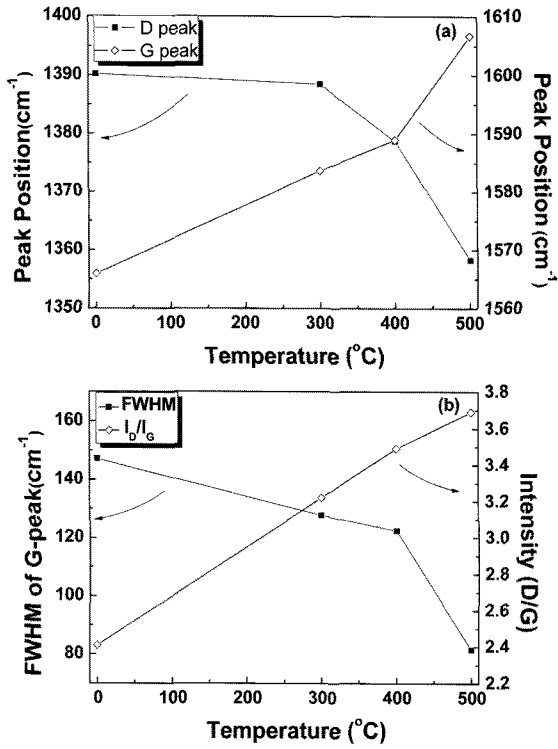 1400
1390
1380
1370
1360
1350
Peak Position(cm⁻¹)
D peak
G peak
(a)
1610
1600
1590
1580
1570
1560
Peak Position (cm⁻¹)
0 100 200 300 400 500
Temperature (°C)
160
140
120
100
80
FWHM of G-peak(cm⁻¹)
FWHM
I_D/I_G
(b)
3.8
3.6
3.4
3.2
3.0
2.8
2.6
2.4
2.2
Intensity (D/G)
0 100 200 300 400 500
Temperature (°C)